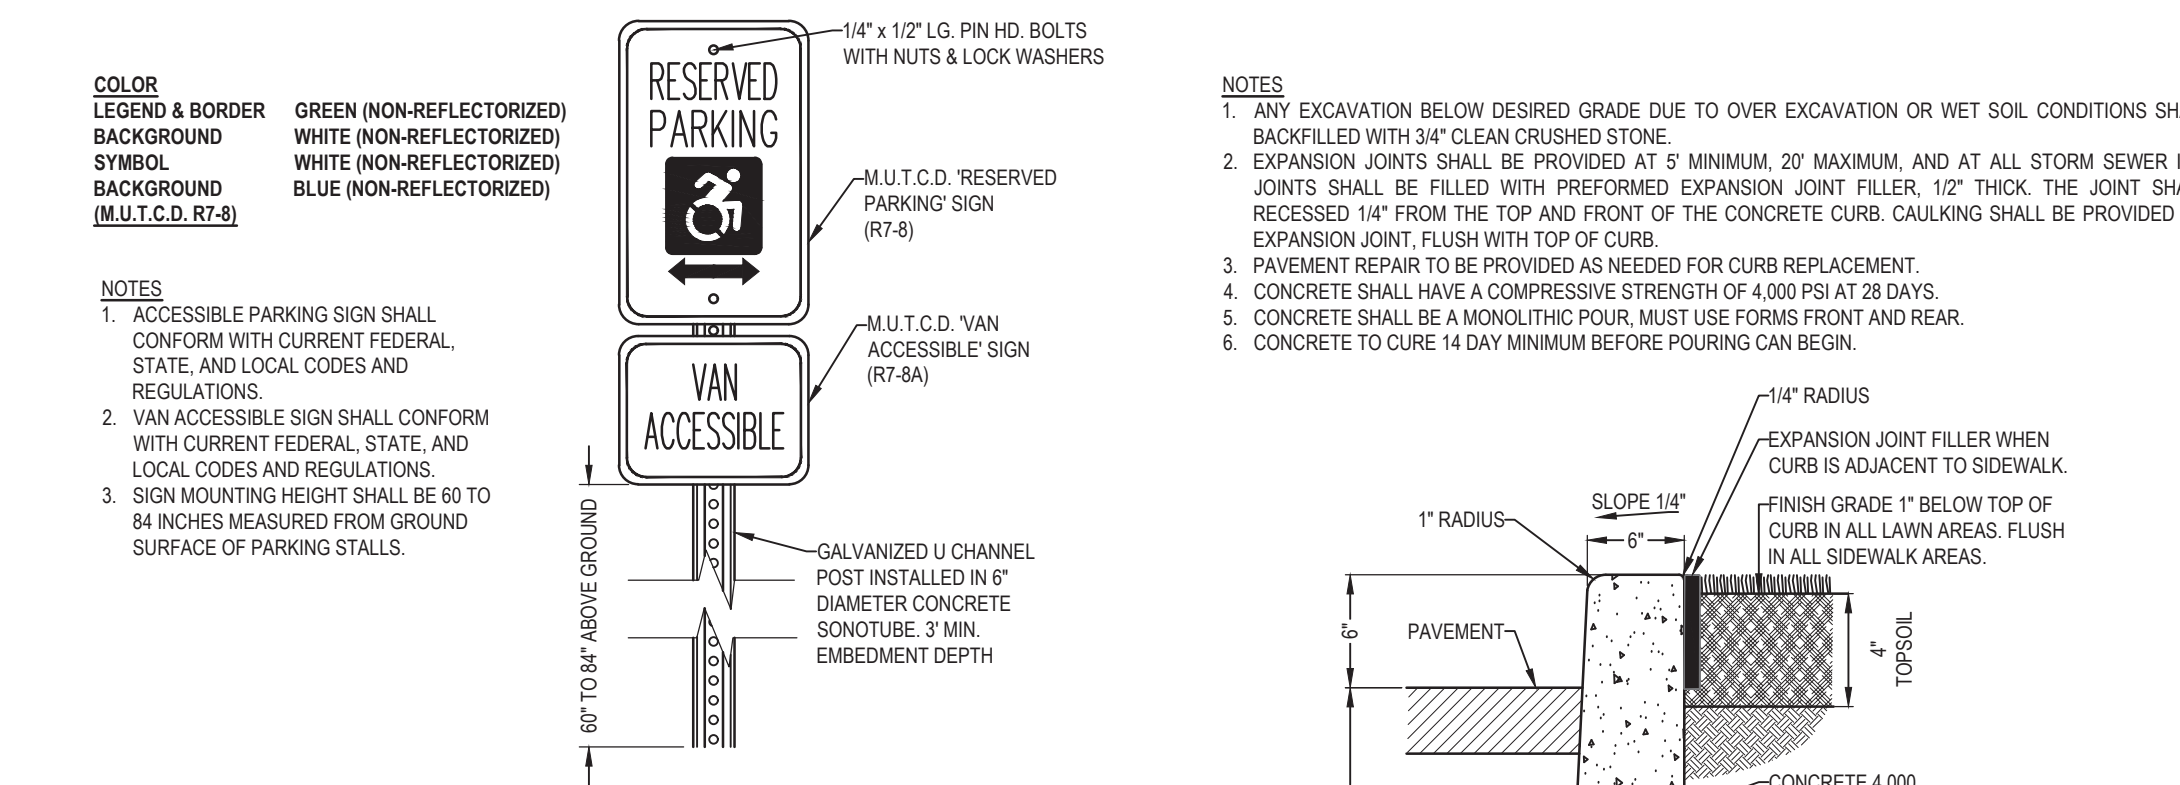 COLOR
LEGEND & BORDER GREEN (NON-REFLECTORIZED)
BACKGROUND WHITE (NON-REFLECTORIZED)
SYMBOL WHITE (NON-REFLECTORIZED)
BACKGROUND BLUE (NON-REFLECTORIZED)
(M.U.T.C.D. R7-8)
NOTES
1. ACCESSIBLE PARKING SIGN SHALL
CONFORM WITH CURRENT FEDERAL,
STATE, AND LOCAL CODES AND
REGULATIONS.
2. VAN ACCESSIBLE SIGN SHALL CONFORM
WITH CURRENT FEDERAL, STATE, AND
LOCAL CODES AND REGULATIONS.
3. SIGN MOUNTING HEIGHT SHALL BE 60 TO
84 INCHES MEASURED FROM GROUND
SURFACE OF PARKING STALLS.
RESERVED
PARKING
VAN
ACCESSIBLE
1/4" x 1/2" LG. PIN HD. BOLTS
WITH NUTS & LOCK WASHERS
M.U.T.C.D. 'RESERVED
PARKING' SIGN
(R7-8)
M.U.T.C.D. 'VAN
ACCESSIBLE' SIGN
(R7-8A)
60" TO 84" ABOVE GROUND
GALVANIZED U CHANNEL
POST INSTALLED IN 6"
DIAMETER CONCRETE
SONOTUBE. 3' MIN.
EMBEDMENT DEPTH
NOTES
1. ANY EXCAVATION BELOW DESIRED GRADE DUE TO OVER EXCAVATION OR WET SOIL CONDITIONS
BACKFILLED WITH 3/4" CLEAN CRUSHED STONE.
2. EXPANSION JOINTS SHALL BE PROVIDED AT 5' MINIMUM, 20' MAXIMUM, AND AT ALL STORM SEWER
JOINTS SHALL BE FILLED WITH PREFORMED EXPANSION JOINT FILLER, 1/2" THICK. THE JOINT
RECESSED 1/4" FROM THE TOP AND FRONT OF THE CONCRETE CURB. CAULKING SHALL BE PROVIDED
EXPANSION JOINT, FLUSH WITH TOP OF CURB.
3. PAVEMENT REPAIR TO BE PROVIDED AS NEEDED FOR CURB REPLACEMENT.
4. CONCRETE SHALL HAVE A COMPRESSIVE STRENGTH OF 4,000 PSI AT 28 DAYS.
5. CONCRETE SHALL BE A MONOLITHIC POUR, MUST USE FORMS FRONT AND REAR.
6. CONCRETE TO CURE 14 DAY MINIMUM BEFORE POURING CAN BEGIN.
1/4" RADIUS
EXPANSION JOINT FILLER WHEN
CURB IS ADJACENT TO SIDEWALK.
SLOPE 1/4"
1" RADIUS
6"
FINISH GRADE 1" BELOW TOP OF
CURB IN ALL LAWN AREAS. FLUSH
IN ALL SIDEWALK AREAS.
6"
PAVEMENT
4"
TOPSOIL
CONCRETE 4,000